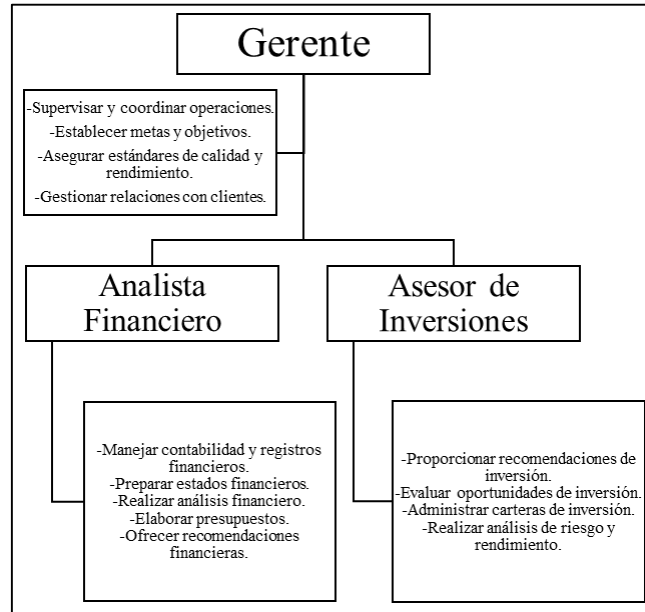 Gerente
-Supervisar y coordinar operaciones.
-Establecer metas y objetivos.
-Asegurar estándares de calidad y
rendimiento.
-Gestionar relaciones con clientes.
Analista
Financiero
Asesor de
Inversiones
-Manejar contabilidad y registros
financieros.
-Preparar estados financieros.
-Realizar análisis financiero.
-Elaborar presupuestos.
-Ofrecer recomendaciones
financieras.
-Proporcionar recomendaciones de
inversión.
-Evaluar oportunidades de inversión.
-Administrar carteras de inversión.
-Realizar análisis de riesgo y
rendimiento.